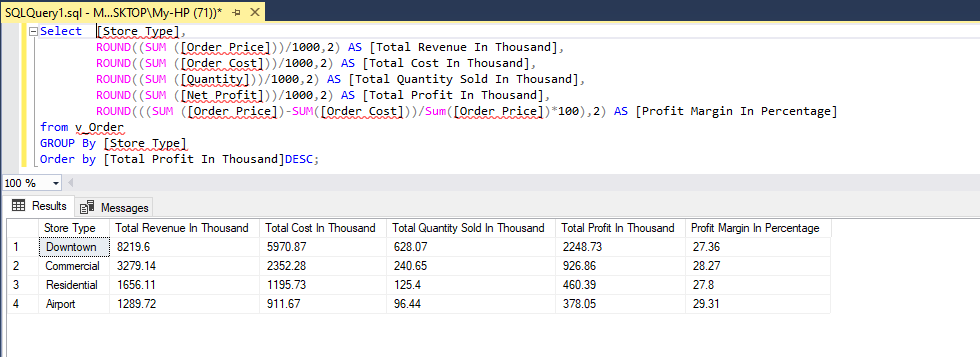 SQLQuery1.sql - M...SKTOP\My-HP (71))*
Select [Store Type],
ROUND((SUM ([Order Price]))/1000,2) AS [Total Revenue In Thousand],
ROUND((SUM ([Order Cost]))/1000,2) AS [Total Cost In Thousand],
ROUND((SUM ([Quantity]))/1000,2) AS [Total Quantity Sold In Thousand],
ROUND((SUM ([Net Profit]))/1000,2) AS [Total Profit In Thousand],
ROUND(((SUM ([Order Price])-SUM([Order Cost]))/Sum([Order Price])*100),2) AS [Profit Margin In Percentage]
from v_Order
GROUP By [Store Type]
Order by [Total Profit In Thousand]DESC;
100 %
Results Messages
Store Type Total Revenue In Thousand Total Cost In Thousand Total Quantity Sold In Thousand Total Profit In Thousand Profit Margin In Percentage
1 Downtown 8219.6 5970.87 628.07 2248.73 27.36
2 Commercial 3279.14 2352.28 240.65 926.86 28.27
3 Residential 1656.11 1195.73 125.4 460.39 27.8
4 Airport 1289.72 911.67 96.44 378.05 29.31